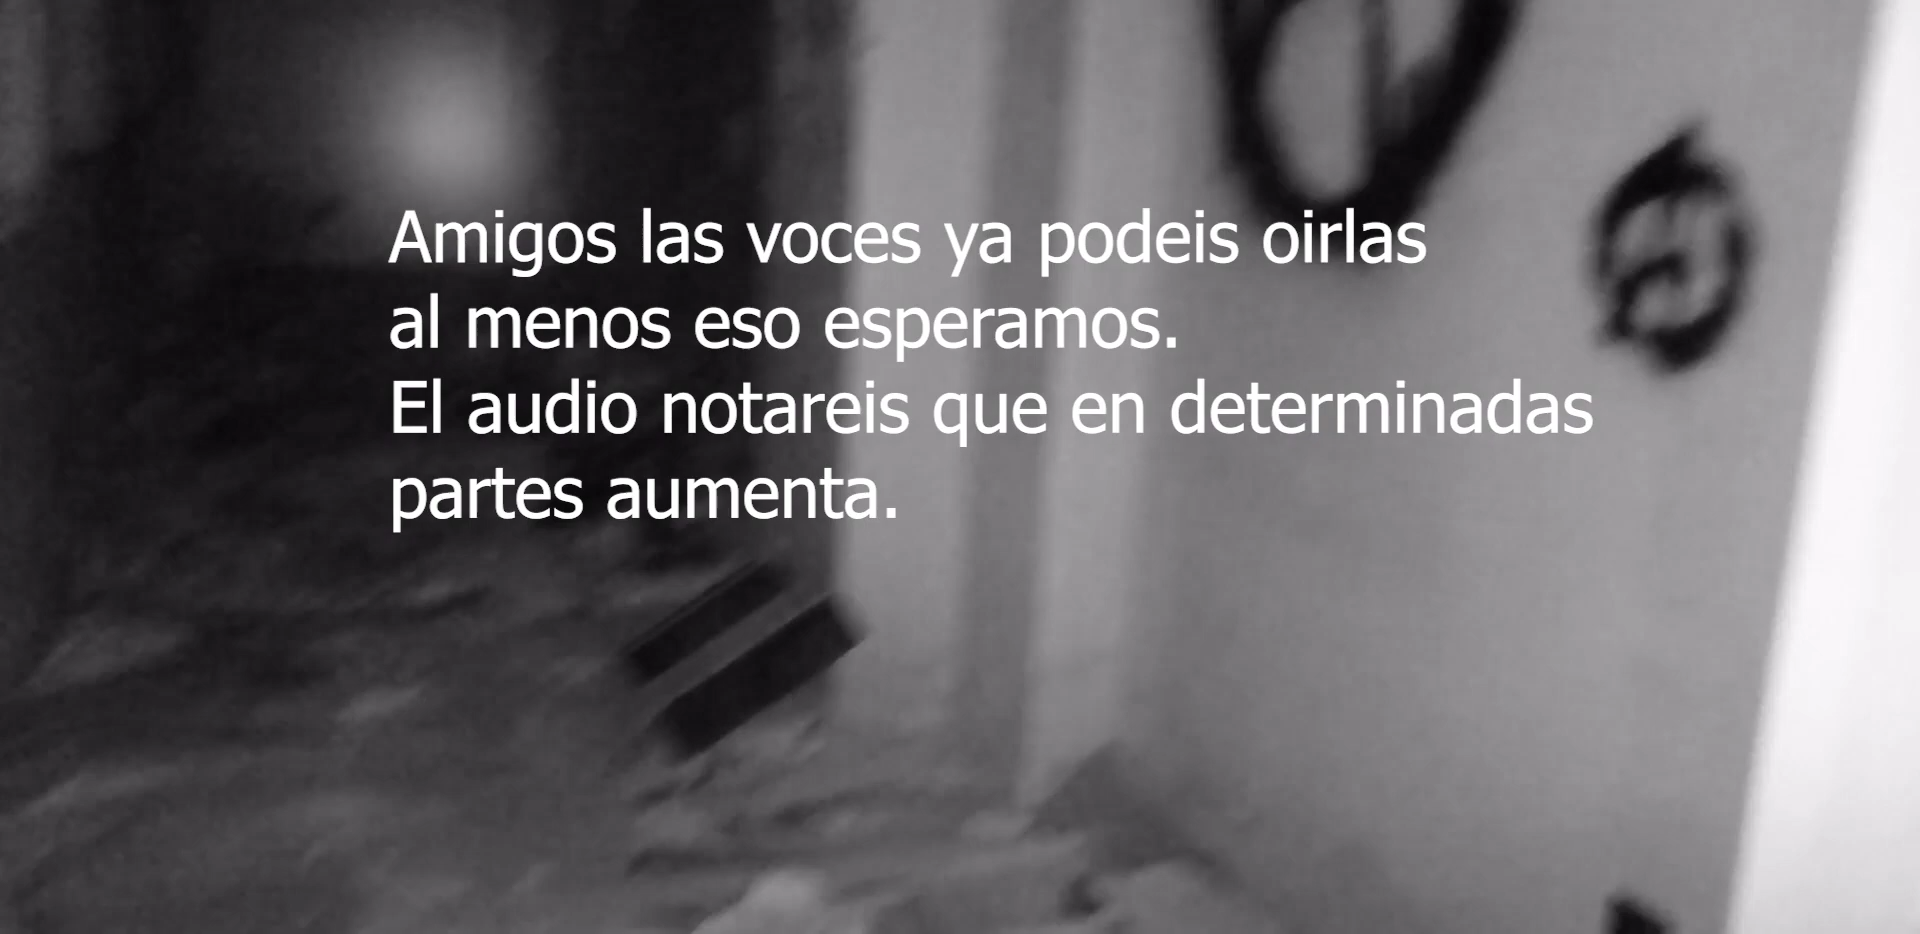 Amigos las voces ya podeis oirlas
al menos eso esperamos.
El audio notareis que en determinadas
partes aumenta.